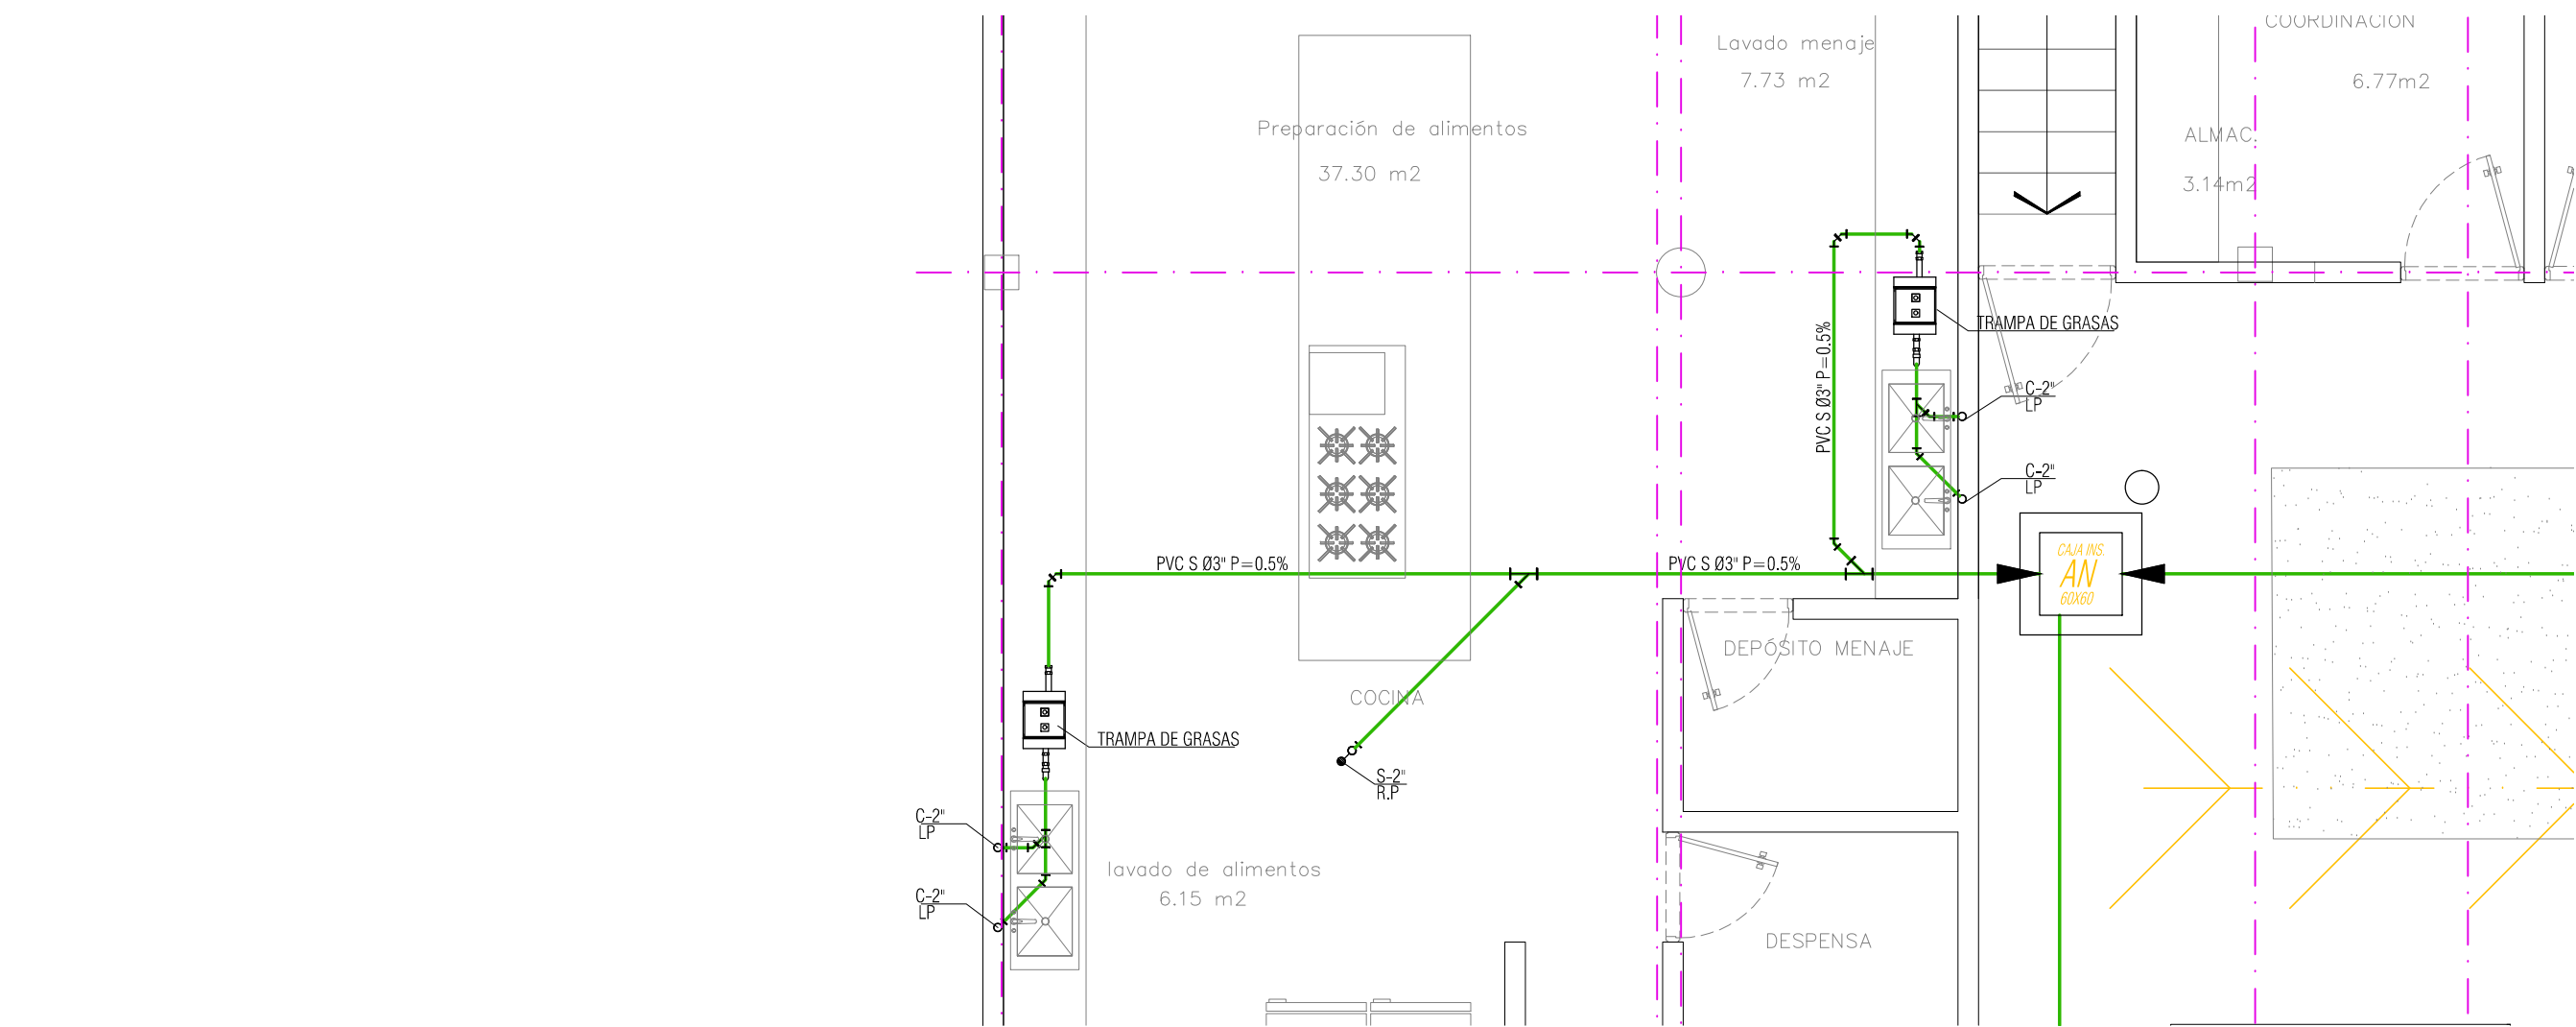 COORDINACION
6.77m2
Lavado menaje
7.73 m2
Preparación de alimentos
37.30 m2
ALMAC.
3.14m2
TRAMPA DE GRASAS
PVC S Ø3" P=0.5%
C-2"
LP
C-2"
LP
PVC S Ø3" P=0.5%
PVC S Ø3" P=0.5%
CAJA INS.
AN
60X60
DEPÓSITO MENAJE
COCINA
TRAMPA DE GRASAS
S-2"
R.P
C-2"
LP
C-2"
LP
lavado de alimentos
6.15 m2
DESPENSA